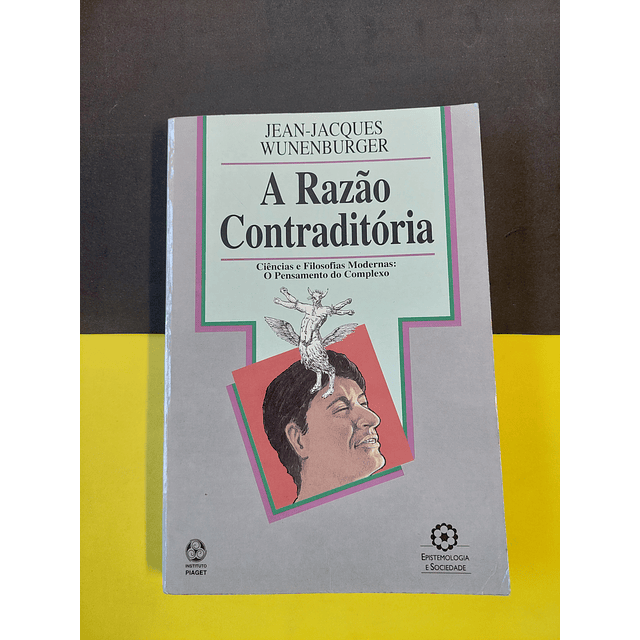 JEAN-JACQUES
WUNENBURGER
A Razão
Contraditória
Ciências e Filosofias Modernas:
O Pensamento do Complexo
INSTITUTO
PIAGET
EPISTEMOLOGIA
E SOCIEDADE